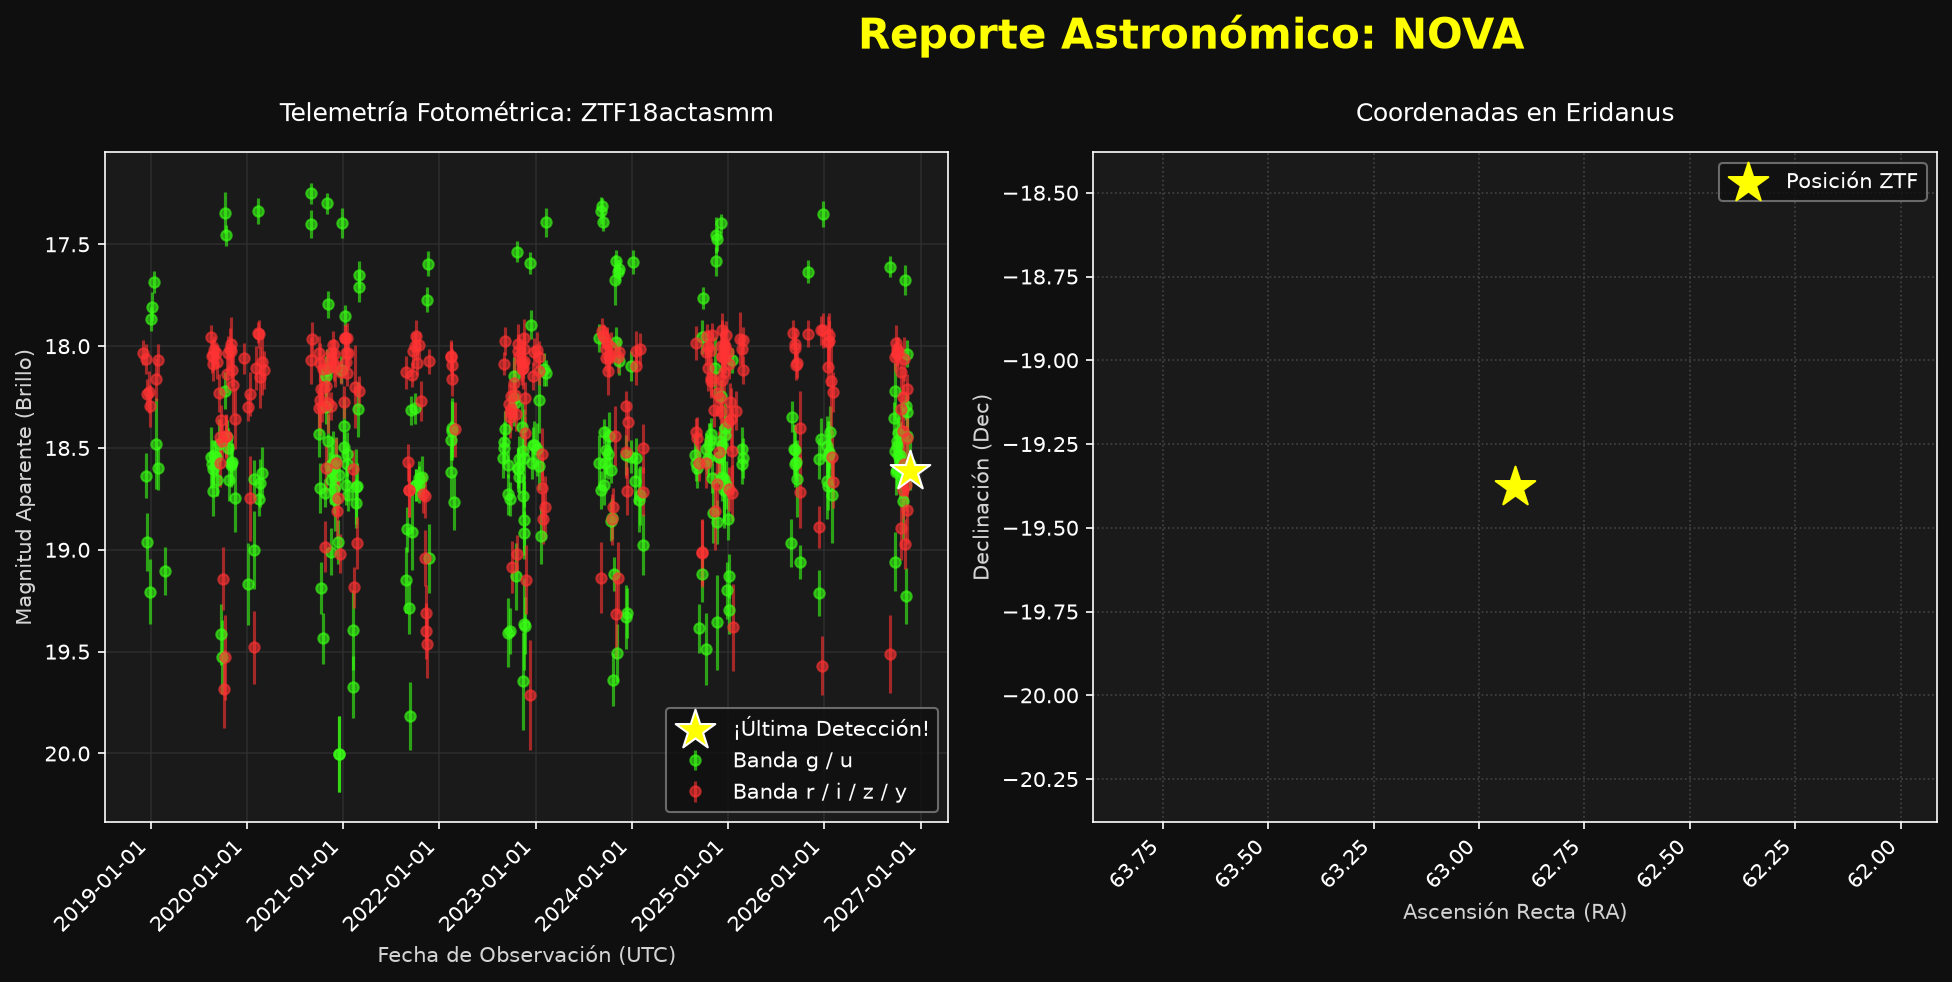 Reporte Astronómico: NOVA
Telemetría Fotométrica: ZTF18actasmm
Magnitud Aparente (Brillo)
17.5
18.0
18.5
19.0
19.5
20.0
¡Última Detección!
Banda g / u
Banda r / i / z / y
2019-01-01
2020-01-01
2021-01-01
2022-01-01
2023-01-01
2024-01-01
2025-01-01
2026-01-01
2027-01-01
Fecha de Observación (UTC)
Coordenadas en Eridanus
Posición ZTF
Declinación (Dec)
−18.50
−18.75
−19.00
−19.25
−19.50
−19.75
−20.00
−20.25
63.75
63.50
63.25
63.00
62.75
62.50
62.25
62.00
Ascensión Recta (RA)